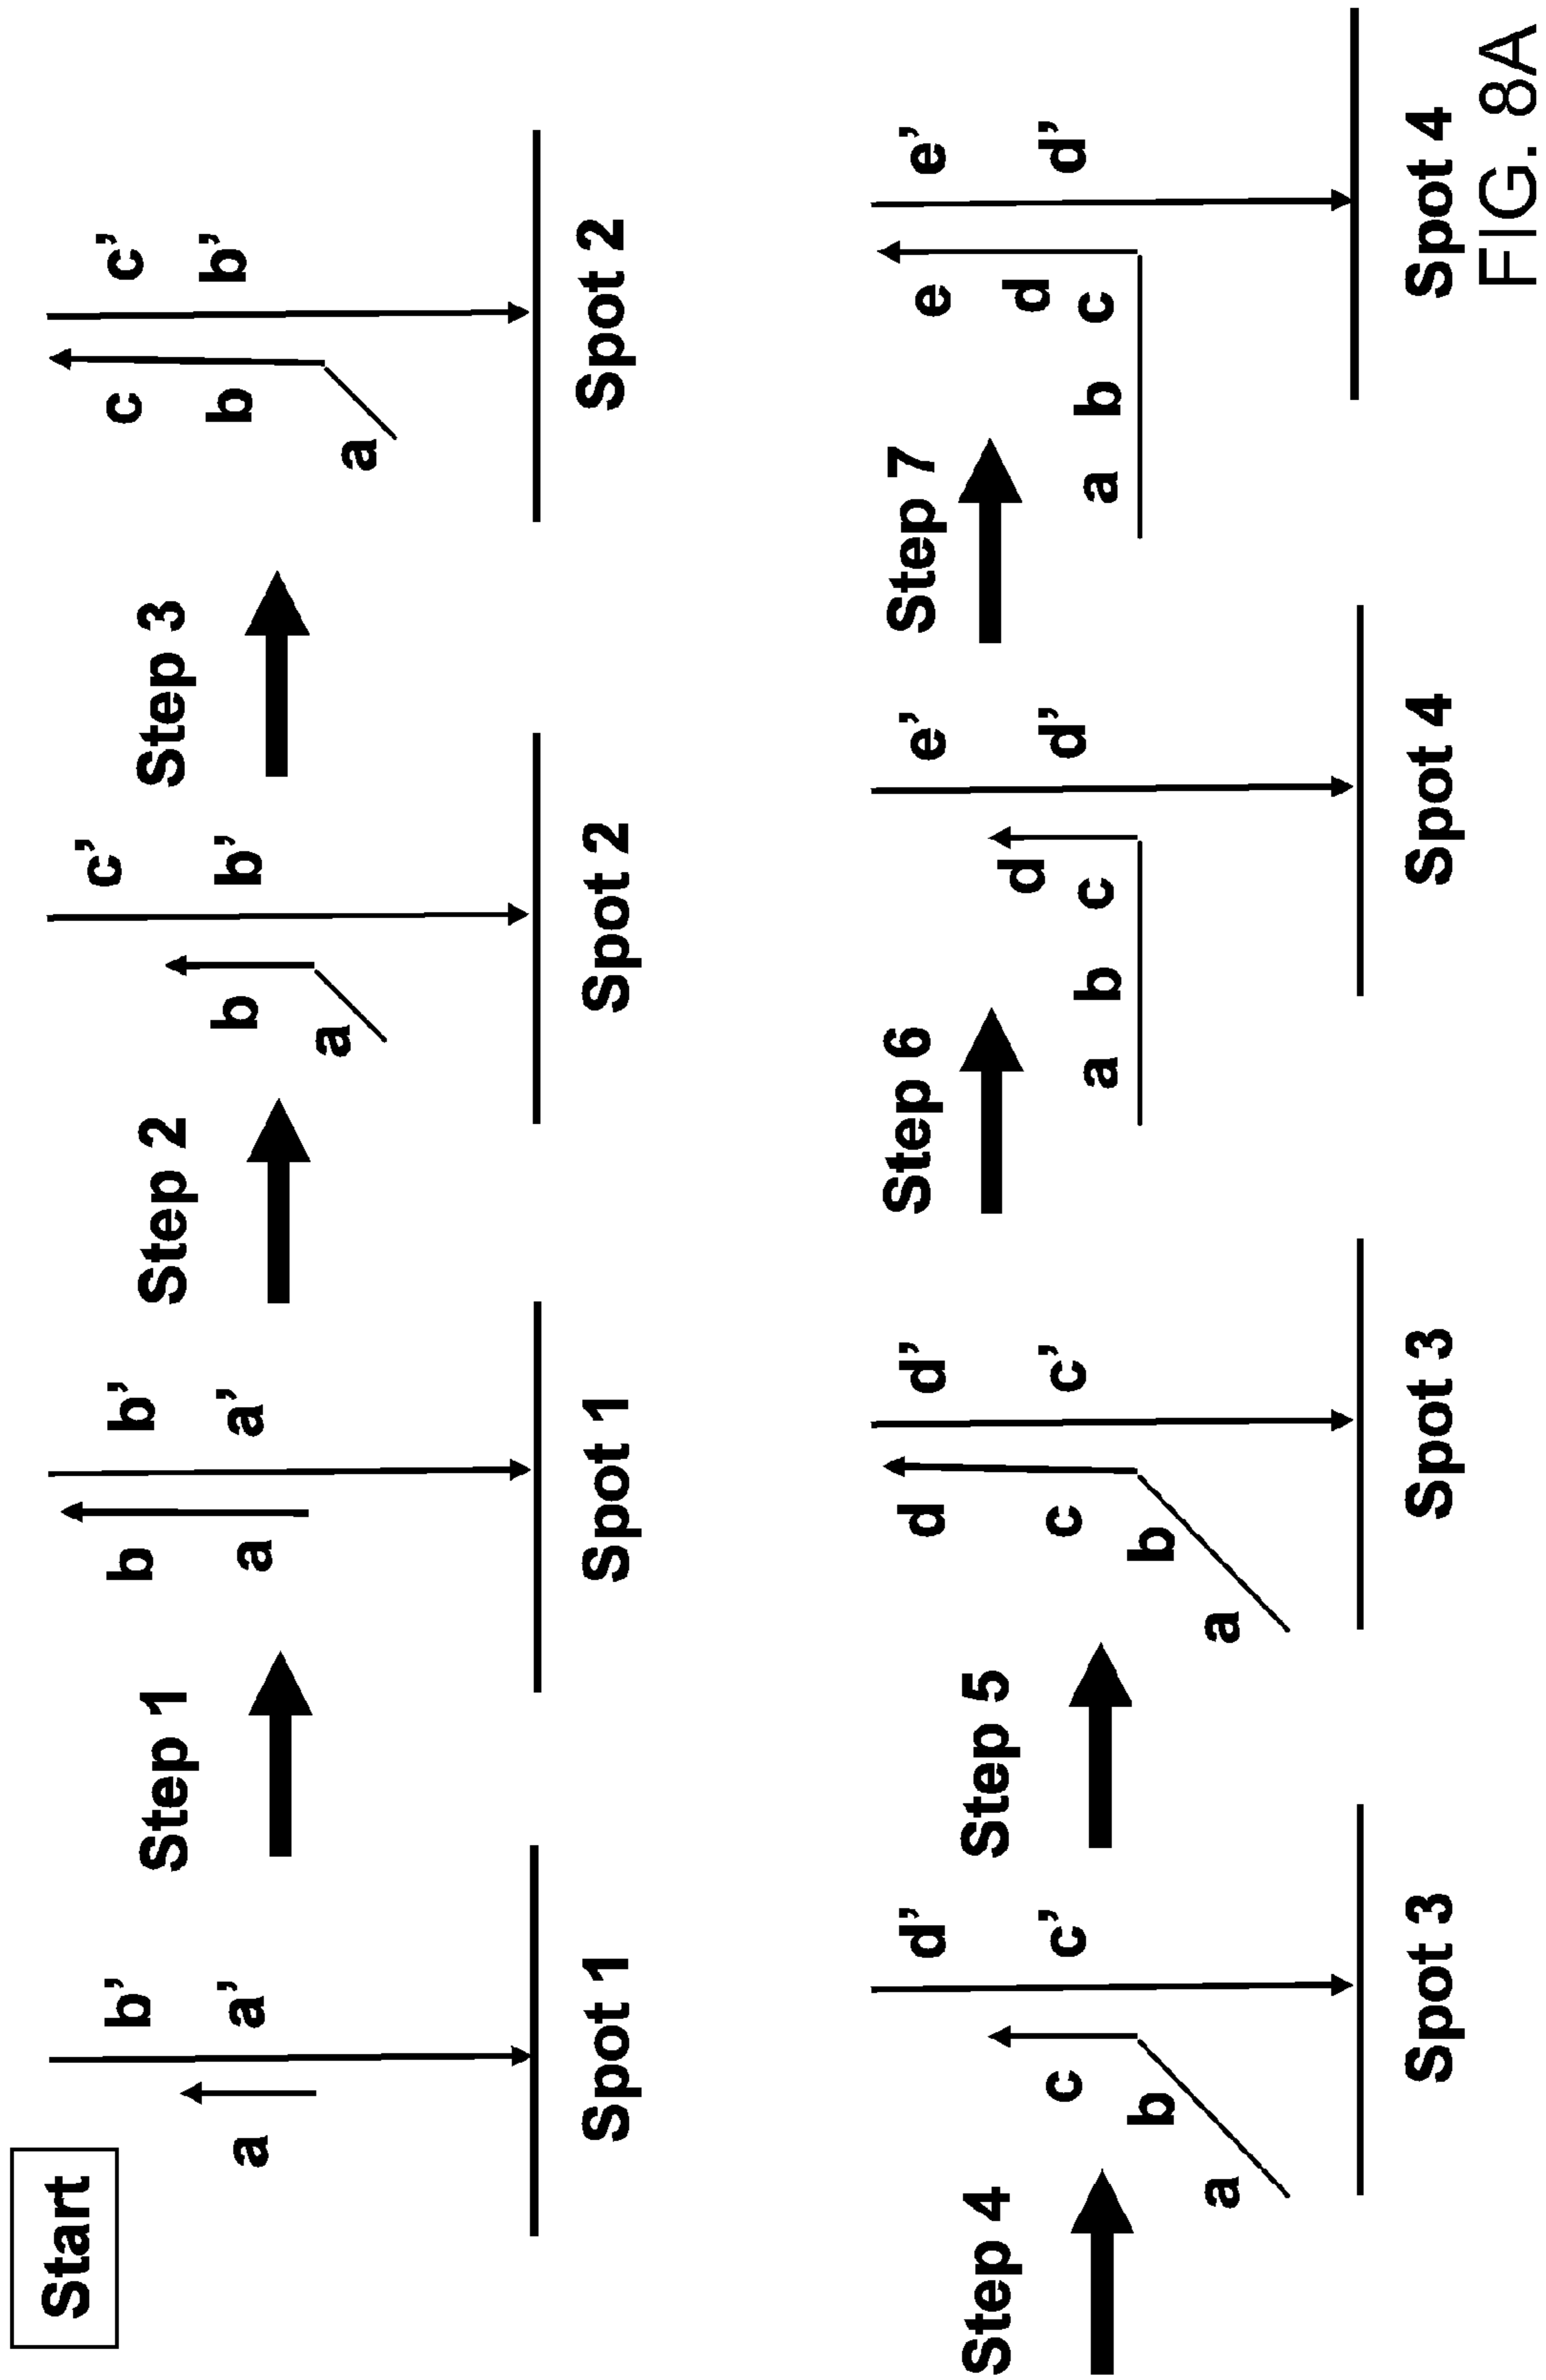 Start
b'
a a'
Spot 1
Step 1
b b'
a a'
Spot 1
Step 2
c'
b b'
a
Spot 2
Step 3
c c'
b b'
a
Spot 2
Step 4
d'
c c'
b
a
Spot 3
Step 5
d d'
c c'
b
a
Spot 3
Step 6
e'
d d'
a b c
Spot 4
Step 7
e e'
d d'
a b c
Spot 4
FIG. 8A